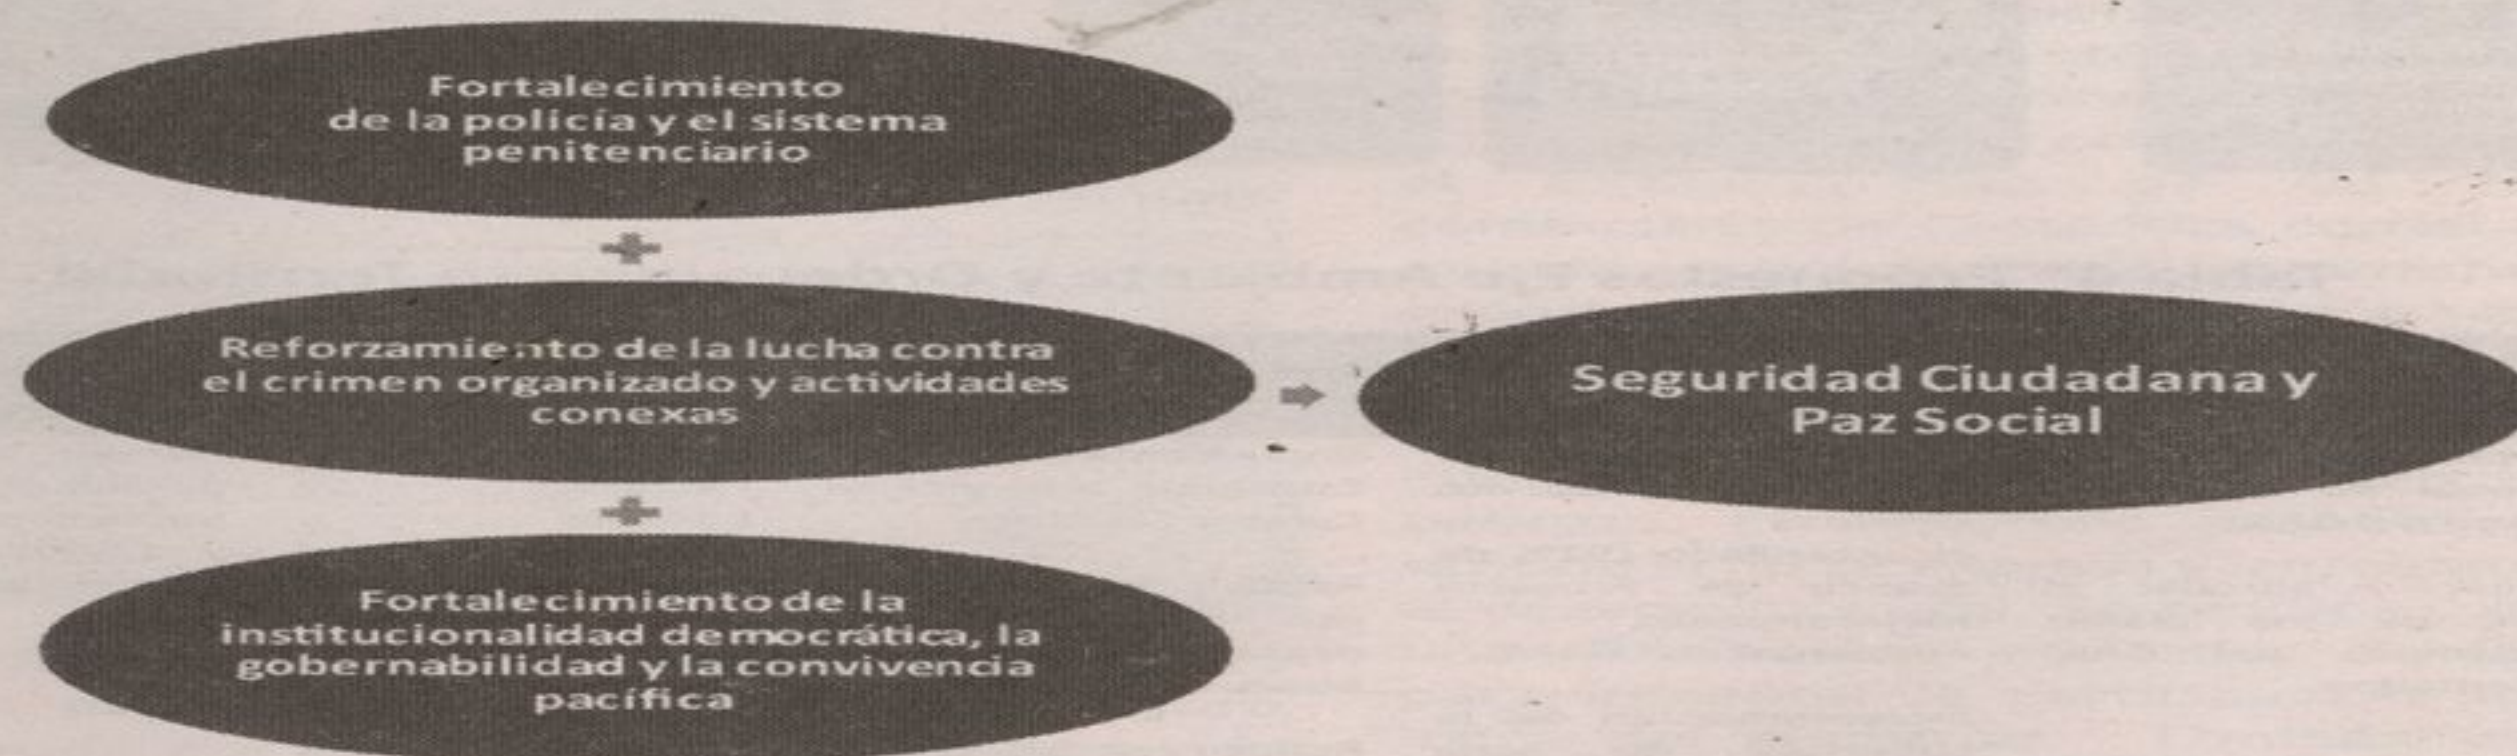 Fortalecimiento
de la policía y el sistema
penitenciario
Reforzamiento de la lucha contra
el crimen organizado y actividades
conexas
Fortalecimiento de la
institucionalidad democrática, la
gobernabilidad y la convivencia
pacífica
Seguridad Ciudadana y
Paz Social